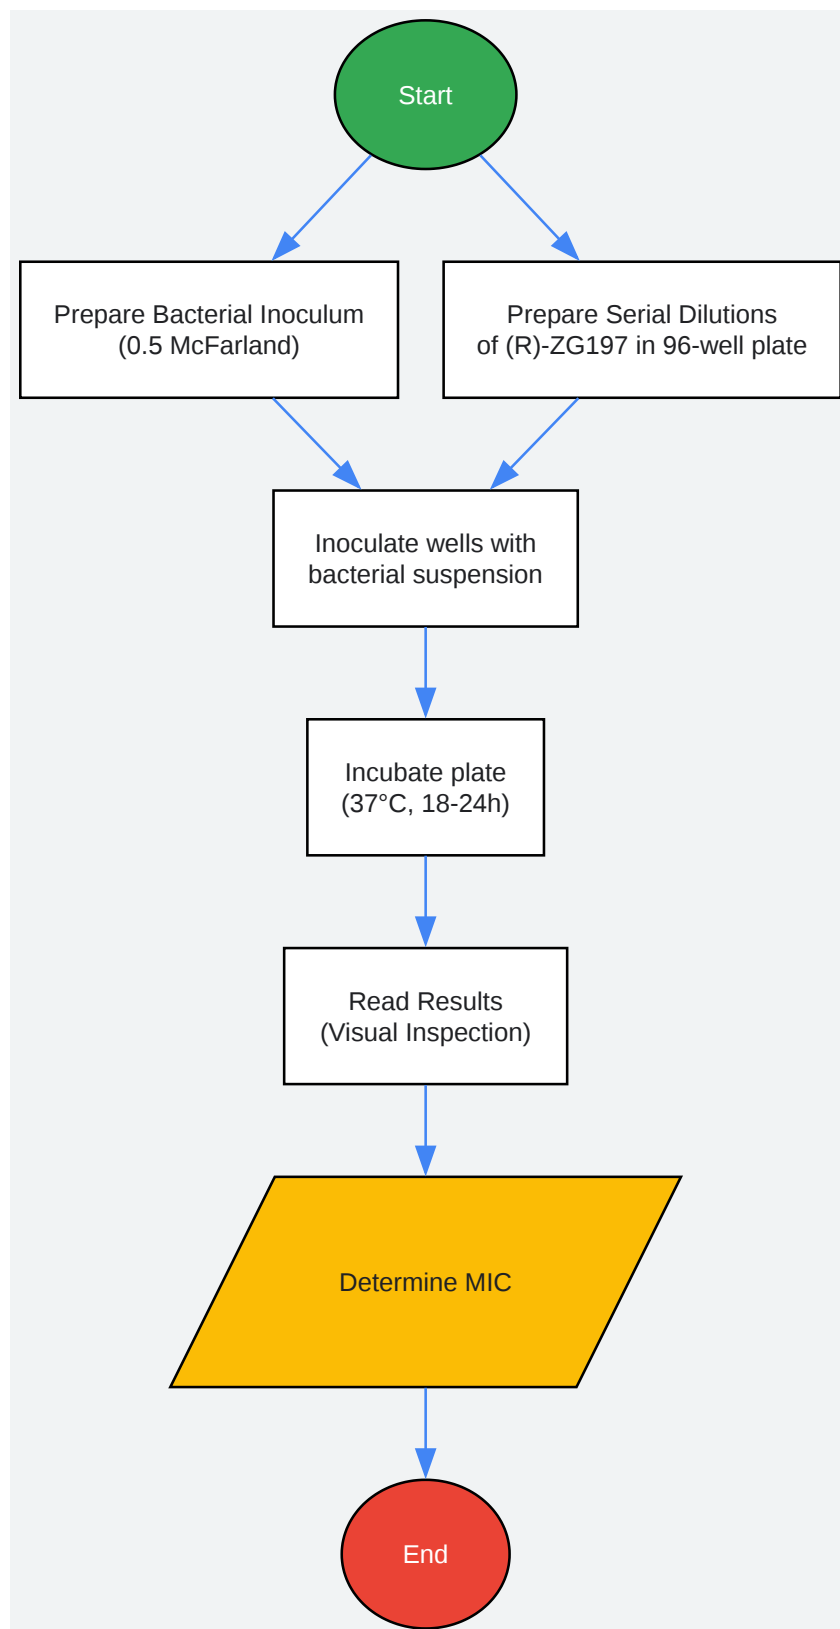 Start
Prepare Bacterial Inoculum
(0.5 McFarland)
Prepare Serial Dilutions
of (R)-ZG197 in 96-well plate
Inoculate wells with
bacterial suspension
Incubate plate
(37°C, 18-24h)
Read Results
(Visual Inspection)
Determine MIC
End